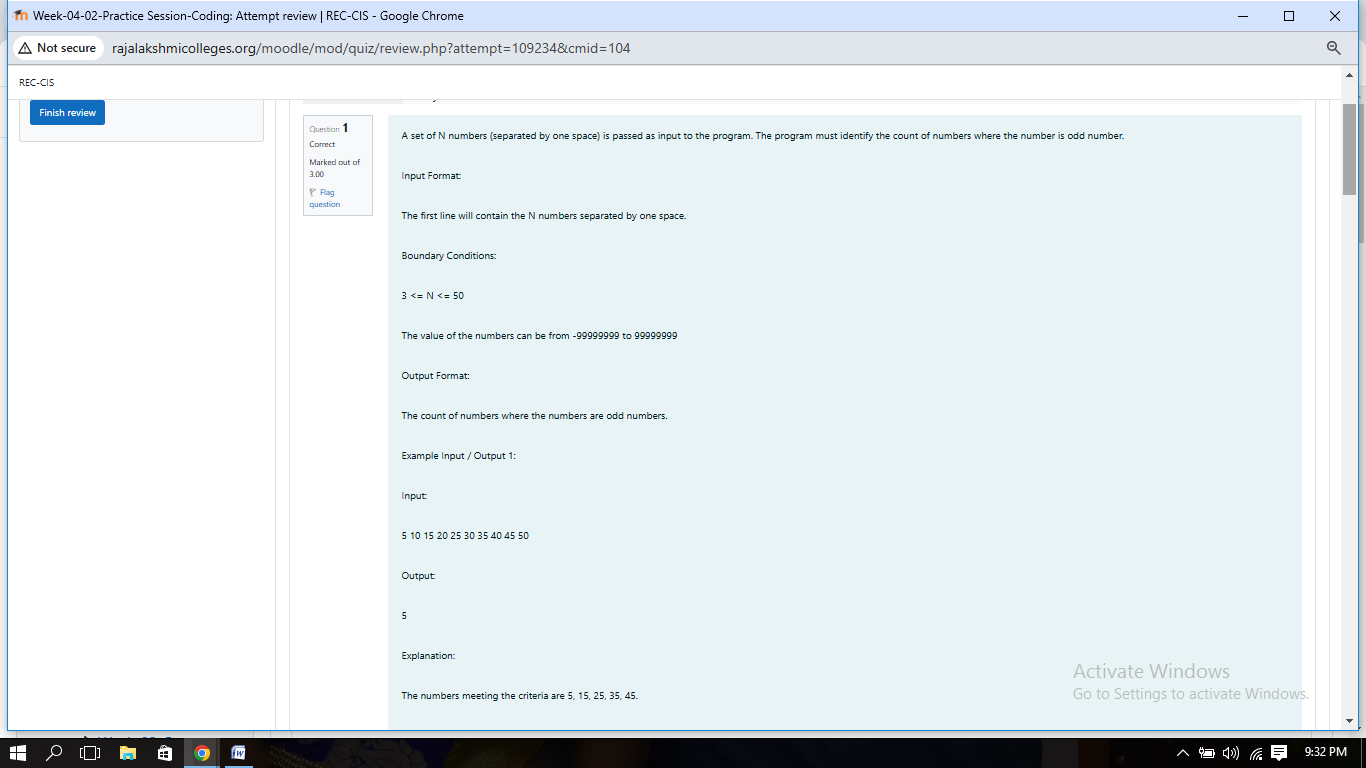 Week-04-02-Practice Session-Coding: Attempt review | REC-CIS - Google Chrome
Not secure rajalakshmicolleges.org/moodle/mod/quiz/review.php?attempt=109234&cmid=104
REC-CIS
Finish review
Question 1
Correct
Marked out of
3.00
Flag
question
A set of N numbers (separated by one space) is passed as input to the program. The program must identify the count of numbers where the number is odd number.
Input Format:
The first line will contain the N numbers separated by one space.
Boundary Conditions:
3 <= N <= 50
The value of the numbers can be from -99999999 to 99999999
Output Format:
The count of numbers where the numbers are odd numbers.
Example Input / Output 1:
Input:
5 10 15 20 25 30 35 40 45 50
Output:
5
Explanation:
The numbers meeting the criteria are 5, 15, 25, 35, 45.
Activate Windows
Go to Settings to activate Windows.
9:32 PM